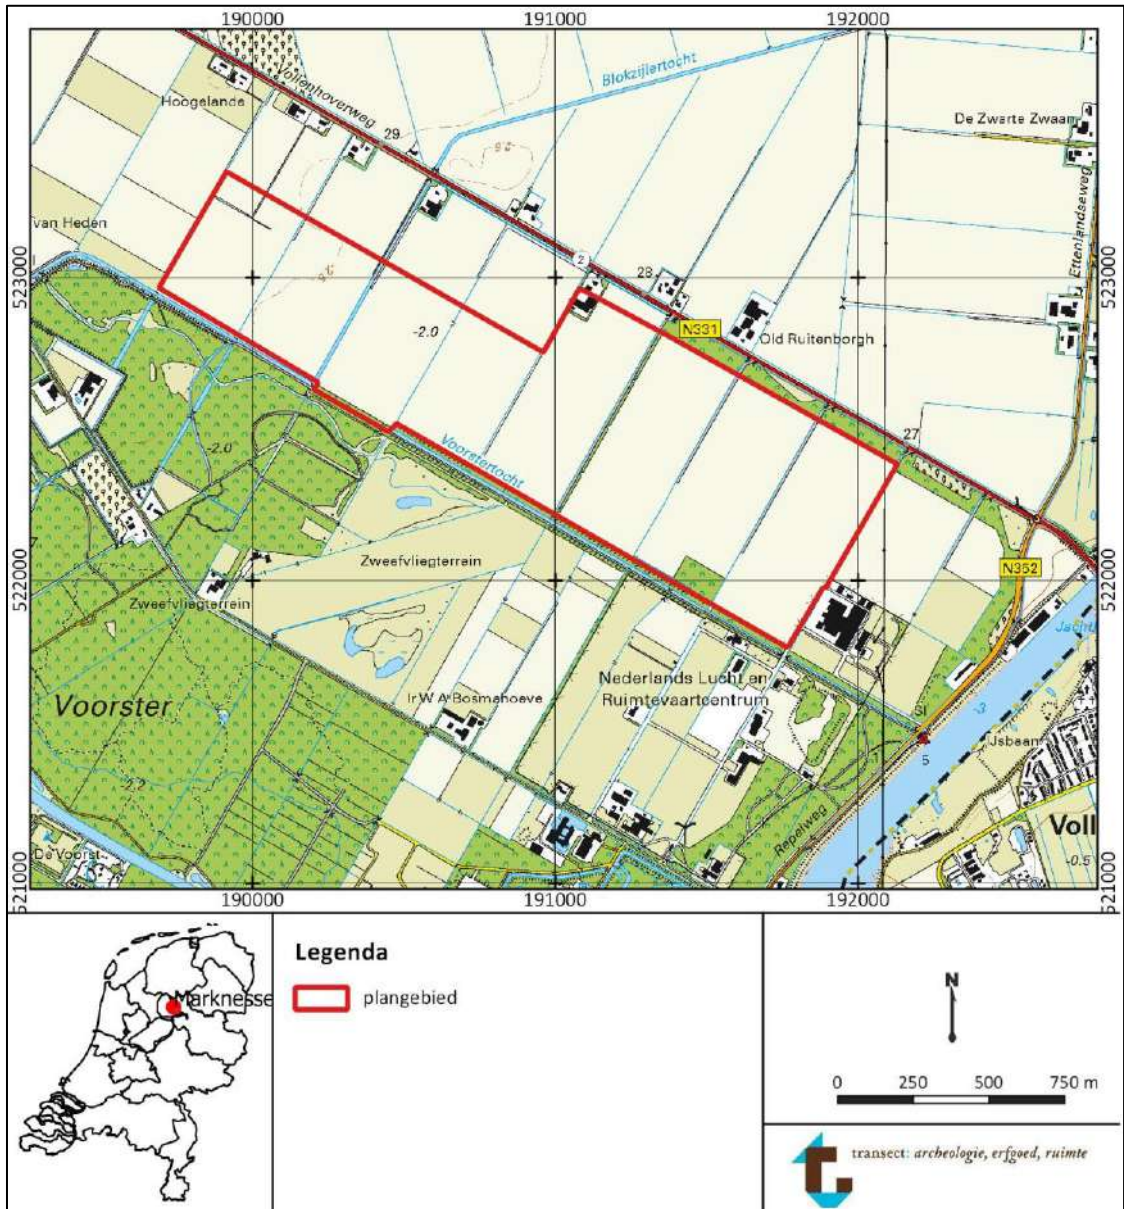 190000
191000
192000
Blokzijlertocht
Vollenhoverweg
Hoogelande
De Zwarte Zwaan
29
Ettenlandseweg
van Heden
523000
523000
2
28
-2.0
N331
Old Ruitenborgh
27
-2.0
Voorstertocht
Zweefvliegterrein
N352
522000
522000
Zweefvliegterrein
Nederlands Lucht en
Ruimtevaartcentrum
Ir W A Bosmahoeve
Voorster
-3
Sl
IJsbaan
5
-2.2
Repelweg
Voll
De Voorst
-0.6
521000
521000
190000
191000
192000
Marknesse
Legenda
plangebied
N
0
250
500
750 m
transect: archeologie, erfgoed, ruimte